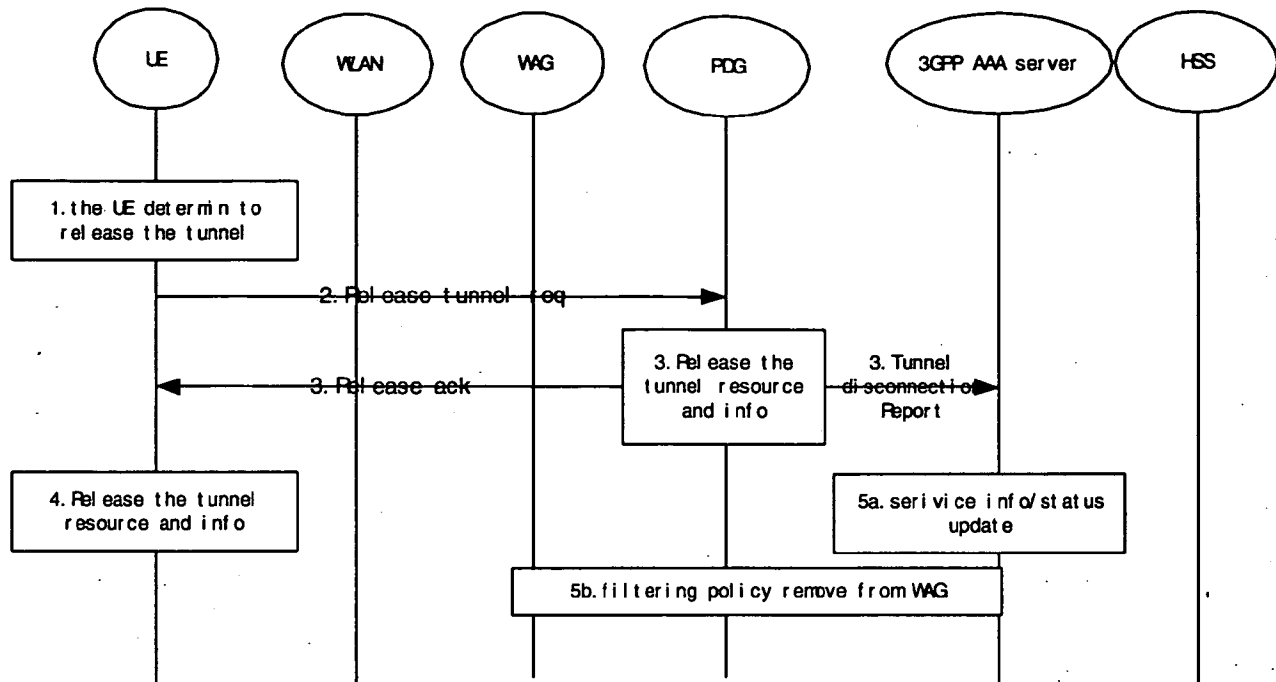 UE
WLAN
WAG
PDG
3GPP AAA server
HSS
1. the UE determin to
release the tunnel
2. Release tunnel req
3. Release ack
3. Release the
tunnel resource
and info
3. Tunnel
disconnection
Report
4. Release the tunnel
resource and info
5a. serivice info/status
update
5b. filtering policy remove from WAG